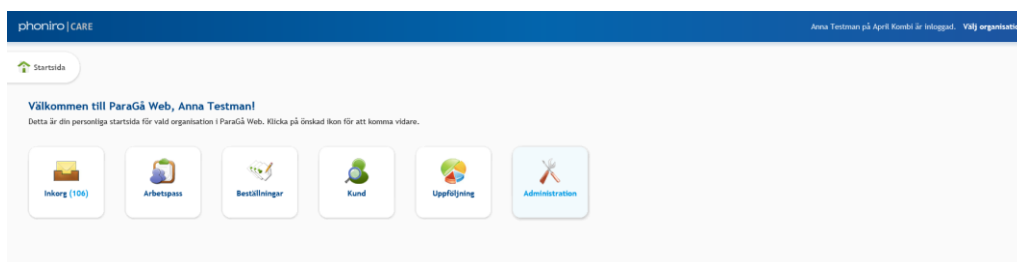 phoniro|CARE
Anna Testman på April Kombi är inloggad. Välj organisatio
Startsida
Välkommen till ParaGå Web, Anna Testman!
Detta är din personliga startsida för vald organisation i ParaGå Web. Klicka på önskad ikon för att komma vidare.
Inkorg (106)
Arbetspass
Beställningar
Kund
Uppföljning
Administration